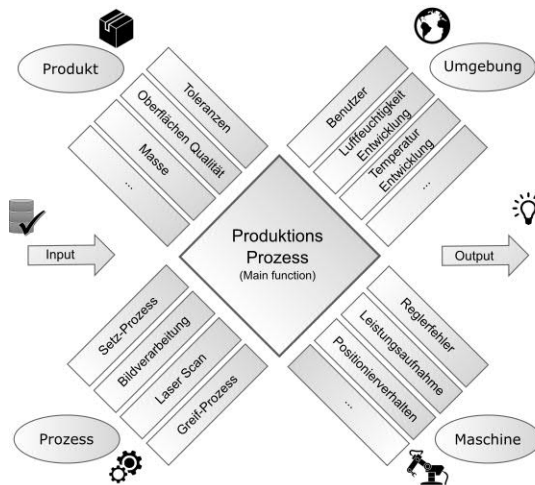 Produkt
Toleranzen
Oberflächen Qualität
Masse
...
Umgebung
Benutzer
Luftfeuchtigkeit
Entwicklung
Temperatur
Entwicklung
...
Input
Produktions
Prozess
(Main function)
Output
Setz-Prozess
Bildverarbeitung
Laser Scan
Greif-Prozess
Prozess
Reglerfehler
Leistungsaufnahme
Positionierverhalten
...
Maschine